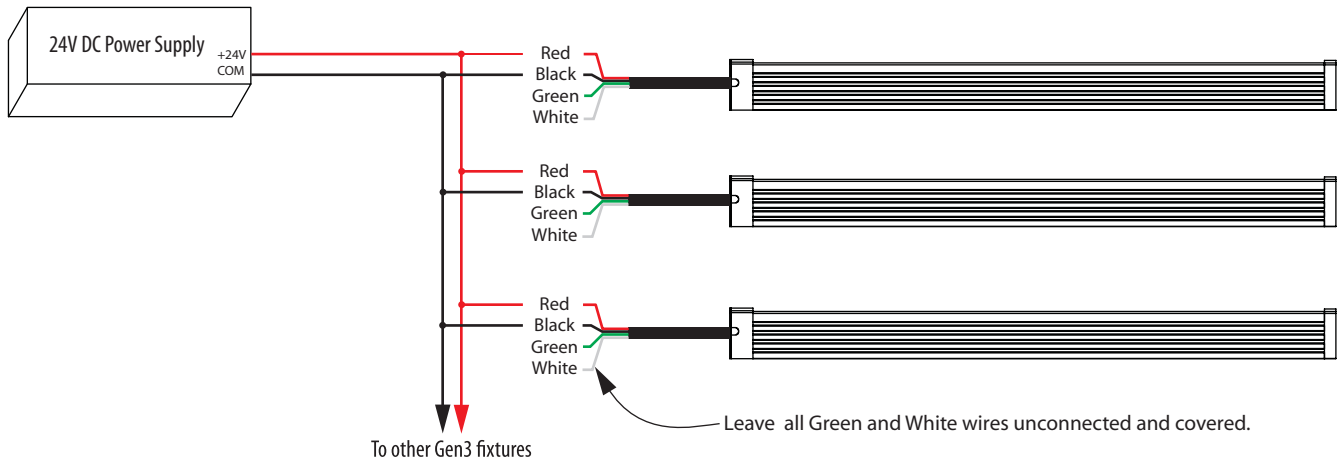 24V DC Power Supply
+24V
COM
Red
Black
Green
White
Red
Black
Green
White
Red
Black
Green
White
Leave all Green and White wires unconnected and covered.
To other Gen3 fixtures